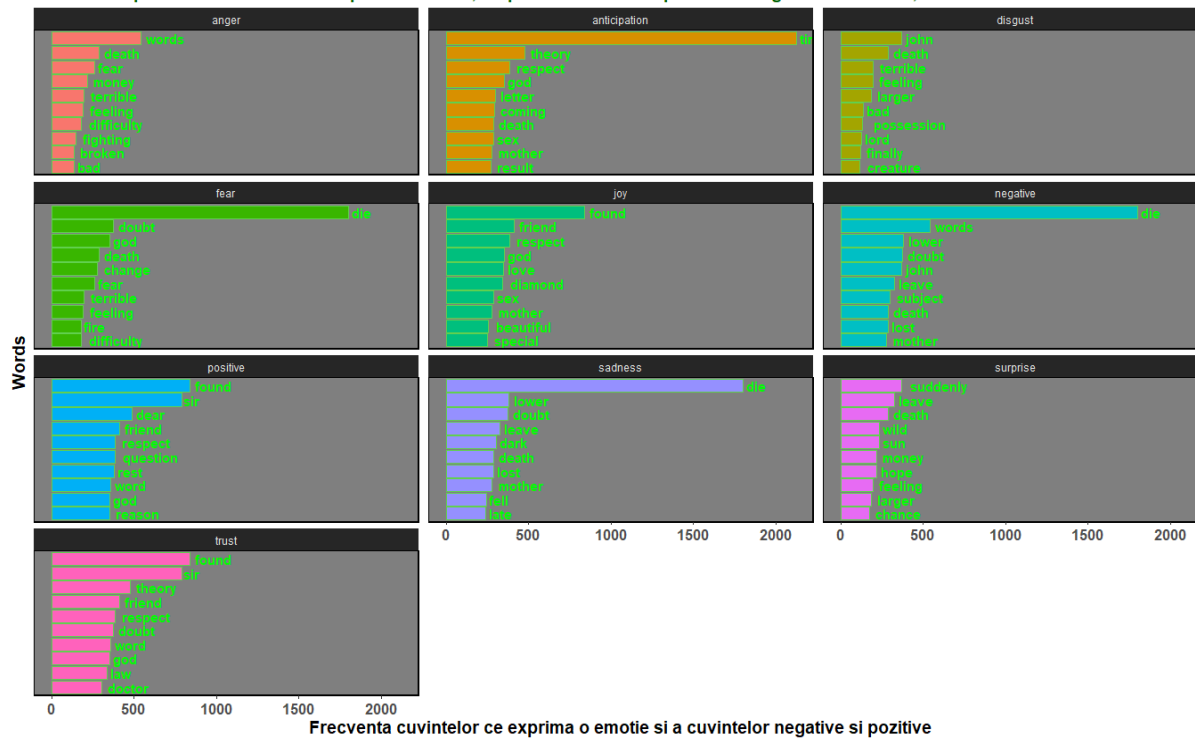 anger
words
death
fear
money
terrible
feeling
difficulty
fighting
broken
bad
anticipation
theory
respect
god
letter
coming
death
sex
mother
result
disgust
john
death
terrible
feeling
larger
bad
possession
lord
finally
creature
fear
die
doubt
god
death
change
fear
terrible
feeling
fire
difficulty
joy
found
friend
respect
god
love
diamond
sex
mother
beautiful
special
negative
die
words
lower
doubt
john
leave
subject
death
lost
mother
positive
found
sir
dear
friend
respect
question
rest
word
god
reason
sadness
die
lower
doubt
leave
dark
death
lost
mother
fell
late
0 500 1000 1500 2000
surprise
suddenly
leave
death
wild
sun
money
hope
feeling
larger
chance
0 500 1000 1500 2000
trust
found
sir
theory
friend
respect
doubt
word
god
law
doctor
0 500 1000 1500 2000
Words
Frecventa cuvintelor ce exprima o emotie si a cuvintelor negative si pozitive